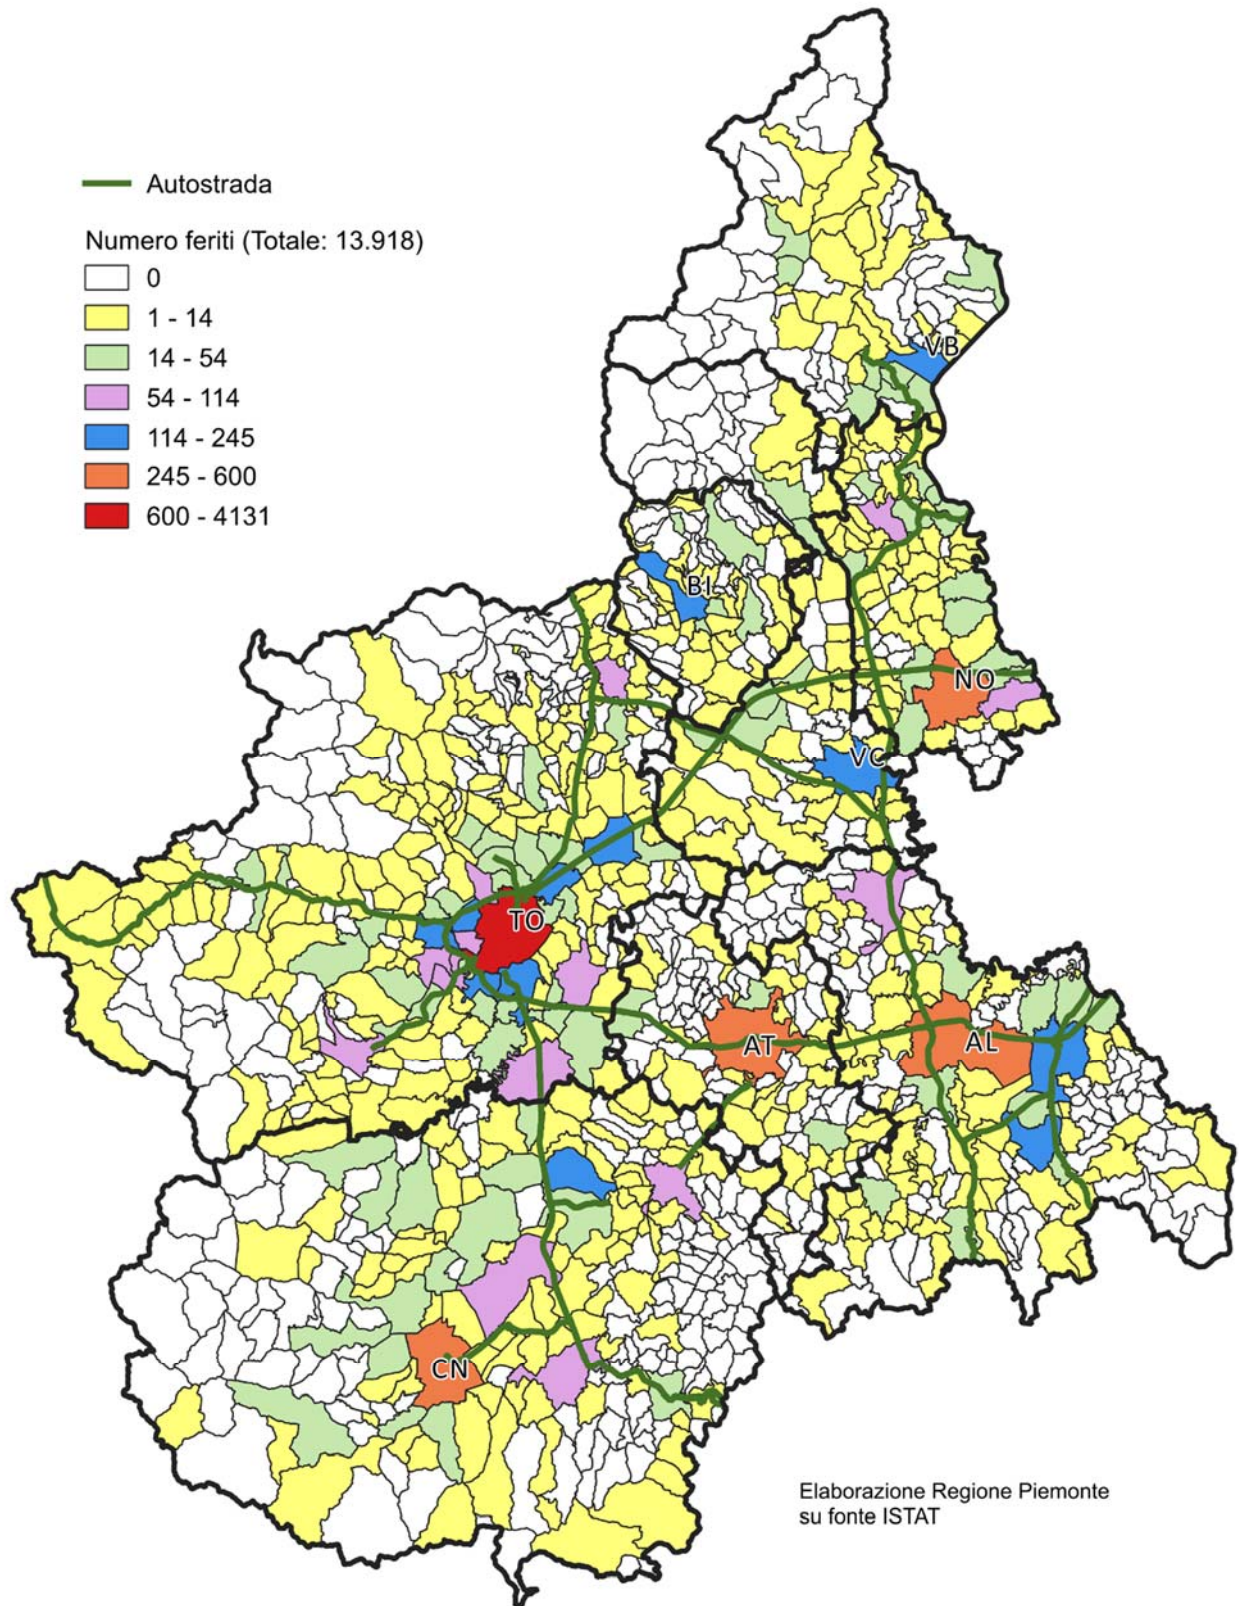 Autostrada
Numero feriti (Totale: 13.918)
0
1 - 14
14 - 54
54 - 114
114 - 245
245 - 600
600 - 4131
VB
BI
NO
VC
TO
AT
AL
CN
Elaborazione Regione Piemonte
su fonte ISTAT